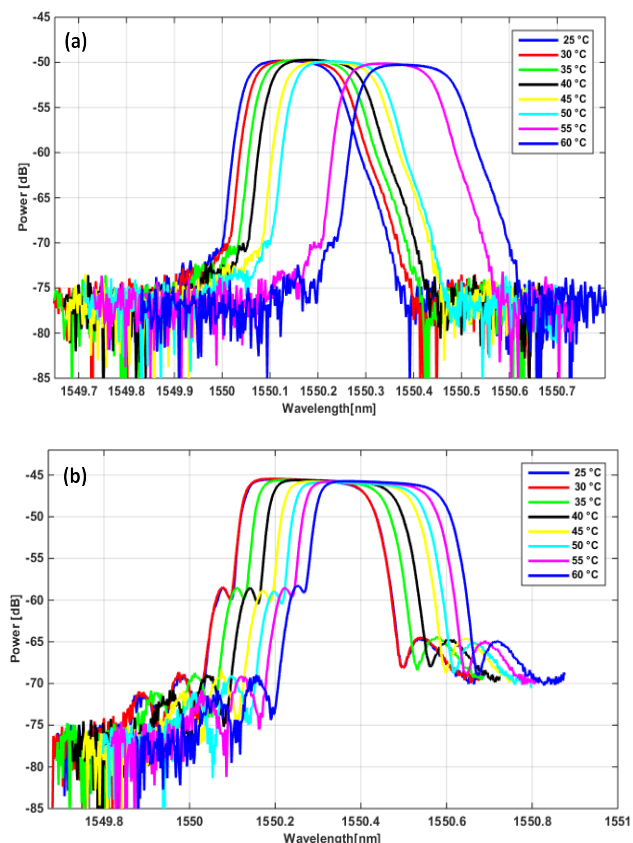 (a)
-45
-50
-55
-60
-65
-70
-75
-80
-85
Power [dB]
25 °C
30 °C
35 °C
40 °C
45 °C
50 °C
55 °C
60 °C
1549.7 1549.8 1549.9 1550 1550.1 1550.2 1550.3 1550.4 1550.5 1550.6 1550.7
Wavelength[nm]
(b)
-45
-50
-55
-60
-65
-70
-75
-80
-85
Power [dB]
25 °C
30 °C
35 °C
40 °C
45 °C
50 °C
55 °C
60 °C
1549.8 1550 1550.2 1550.4 1550.6 1550.8 1551
Wavelength[nm]